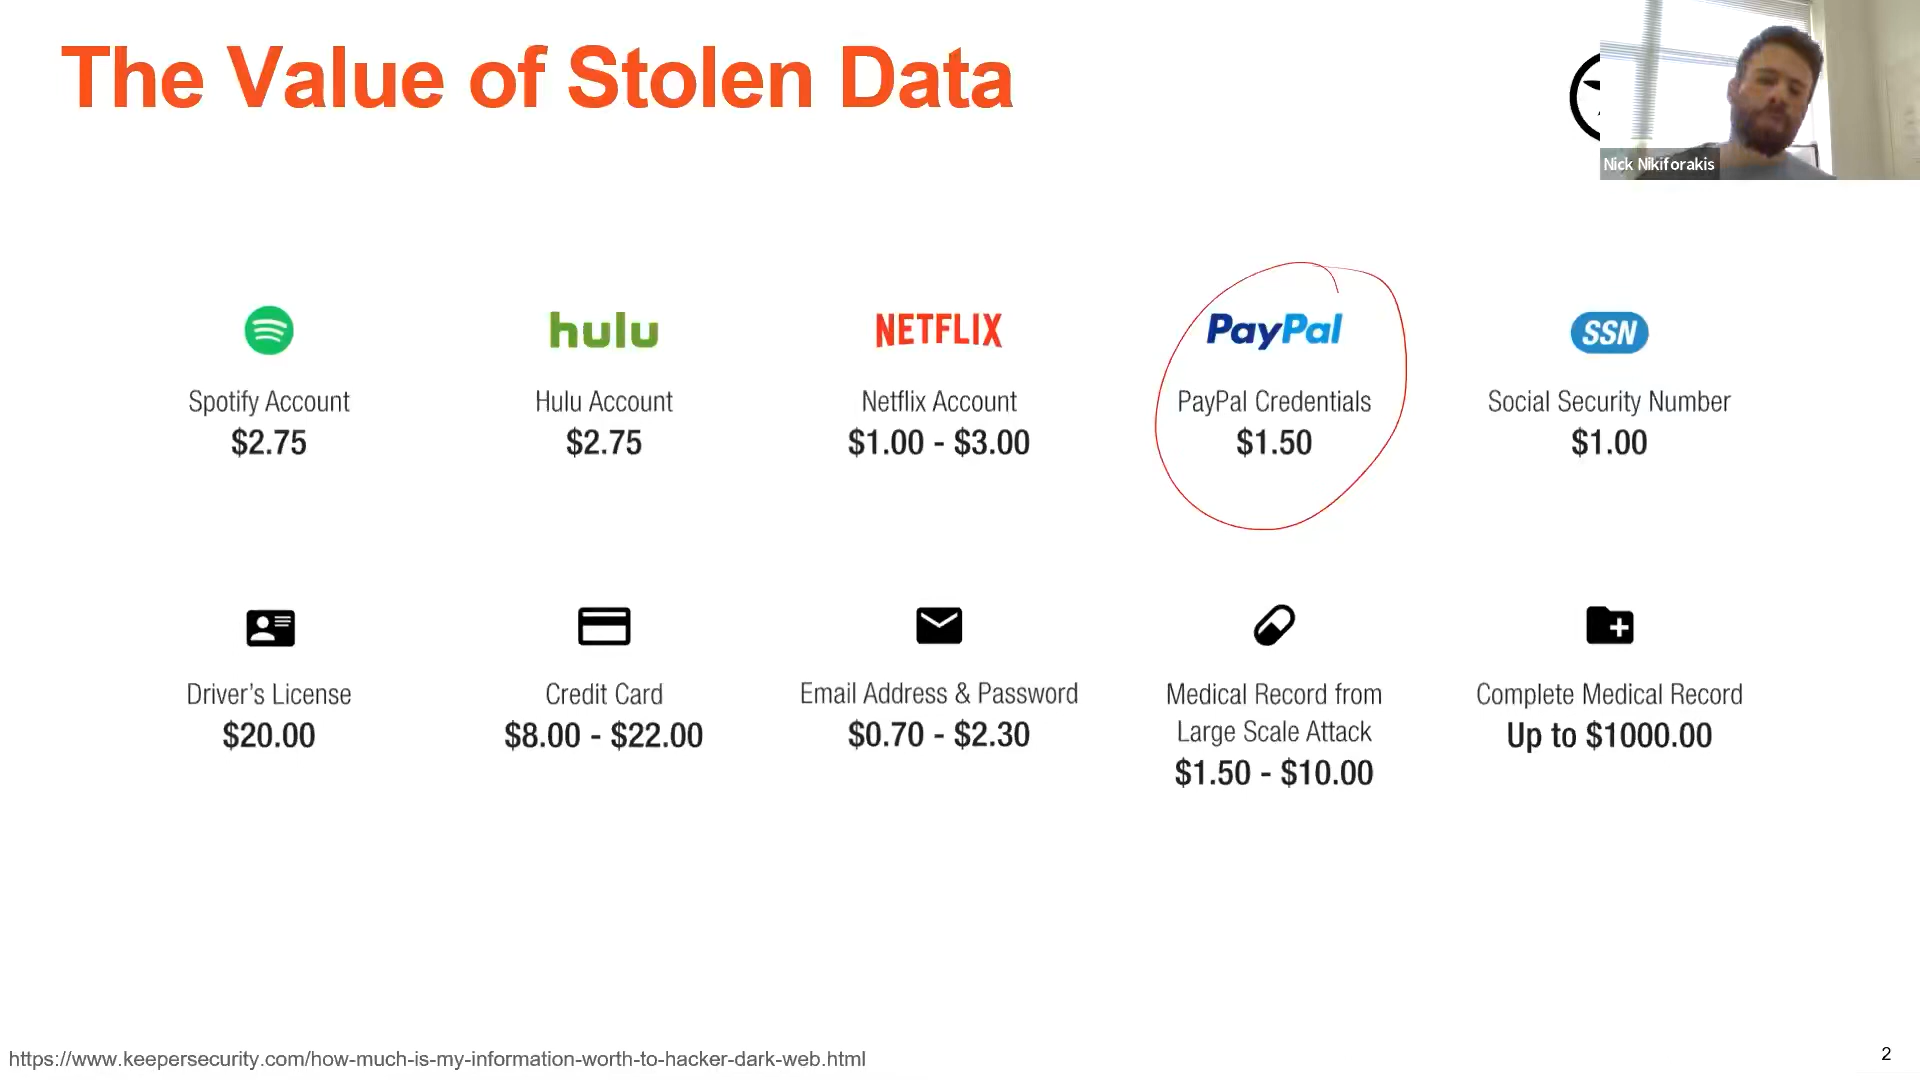 The Value of Stolen Data
Nick Nikiforakis
hulu
NETFLIX
PayPal
SSN
Spotify Account
$2.75
Hulu Account
$2.75
Netflix Account
$1.00 - $3.00
PayPal Credentials
$1.50
Social Security Number
$1.00
Driver's License
$20.00
Credit Card
$8.00 - $22.00
Email Address & Password
$0.70 - $2.30
Medical Record from
Large Scale Attack
$1.50 - $10.00
Complete Medical Record
Up to $1000.00
https://www.keepersecurity.com/how-much-is-my-information-worth-to-hacker-dark-web.html
2